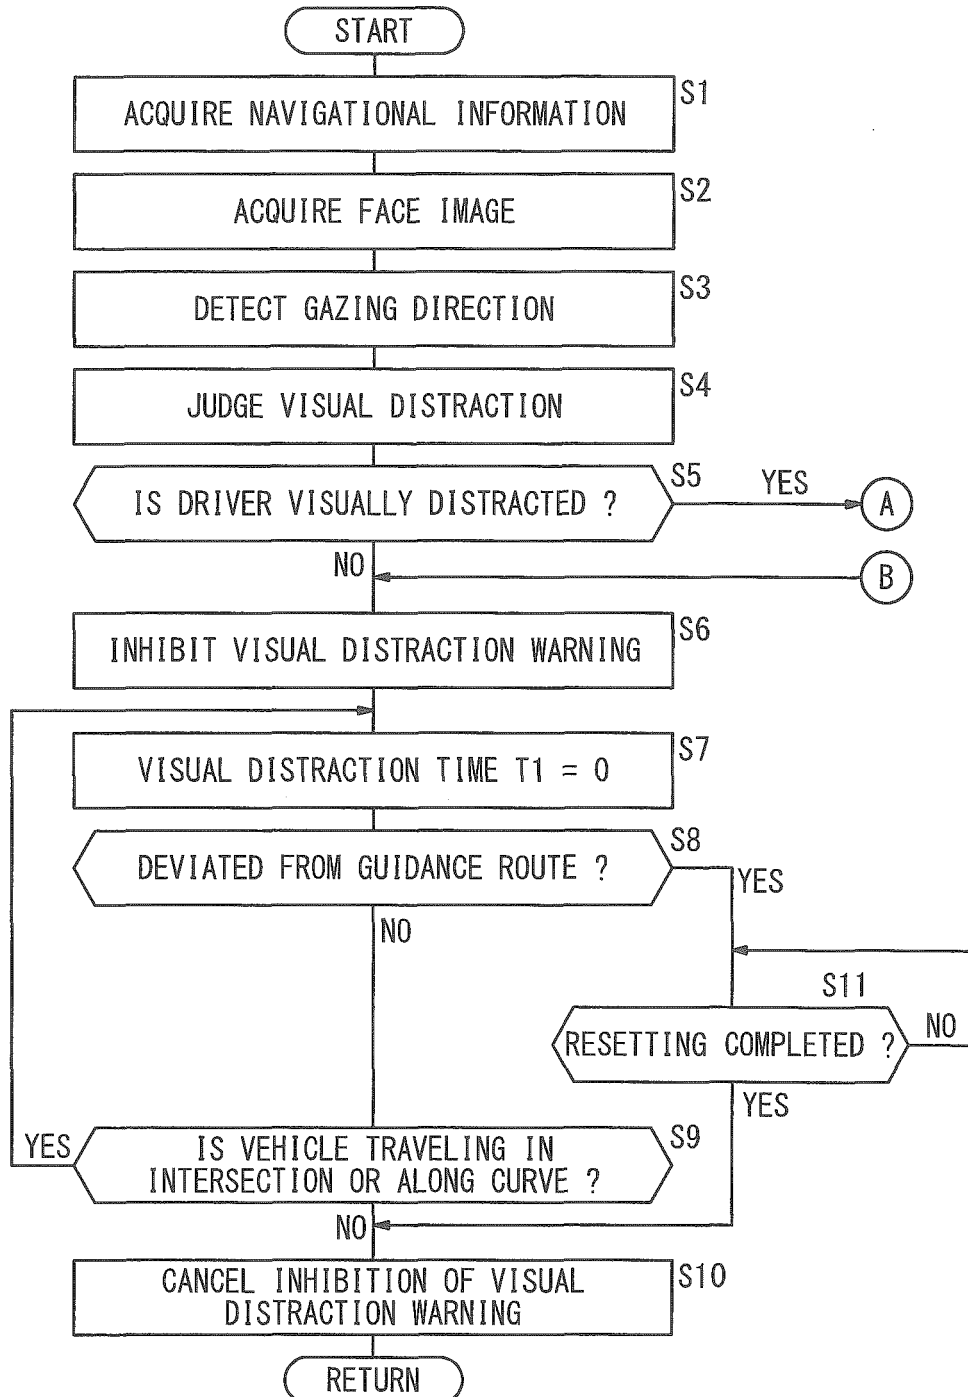 START
ACQUIRE NAVIGATIONAL INFORMATION
S1
ACQUIRE FACE IMAGE
S2
DETECT GAZING DIRECTION
S3
JUDGE VISUAL DISTRACTION
S4
IS DRIVER VISUALLY DISTRACTED ?
S5
YES
A
NO
B
INHIBIT VISUAL DISTRACTION WARNING
S6
VISUAL DISTRACTION TIME T1 = 0
S7
DEVIATED FROM GUIDANCE ROUTE ?
S8
YES
NO
S11
RESETTING COMPLETED ?
NO
YES
YES
IS VEHICLE TRAVELING IN
INTERSECTION OR ALONG CURVE ?
S9
NO
CANCEL INHIBITION OF VISUAL
DISTRACTION WARNING
S10
RETURN